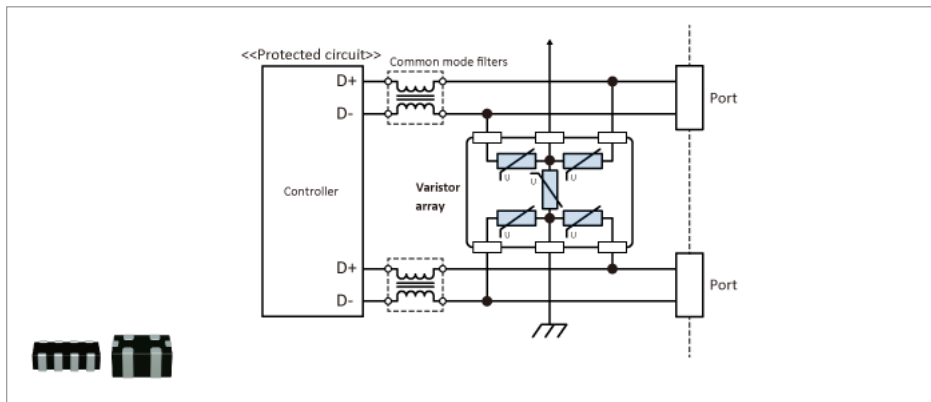 <<Protected circuit>>
Common mode filters
D+
D-
Port
Controller
Varistor
array
U
U
U
U
U
D+
D-
Port